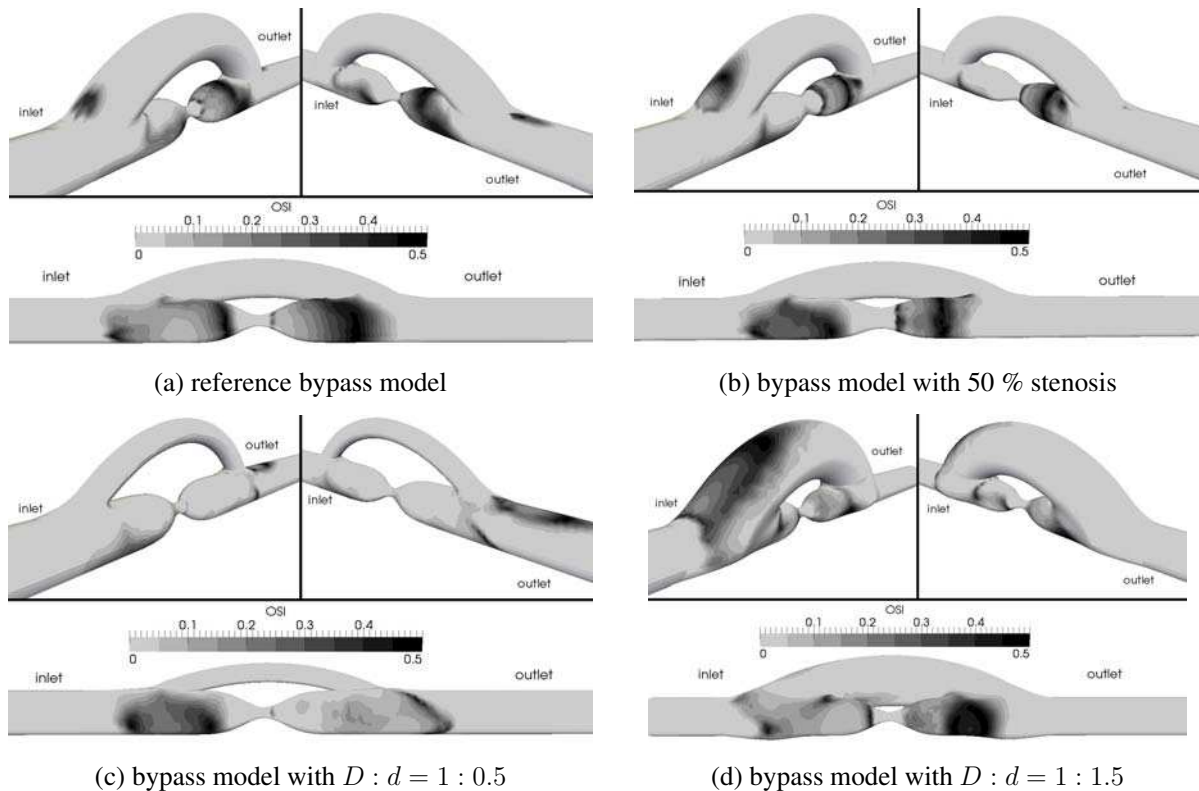 outlet
outlet
inlet
inlet
outlet
OSI
0.1 0.2 0.3 0.4
0 0.5
inlet
outlet
(a) reference bypass model
outlet
outlet
inlet
inlet
outlet
OSI
0.1 0.2 0.3 0.4
0 0.5
inlet
outlet
(b) bypass model with 50 % stenosis
outlet
inlet
inlet
outlet
OSI
0.1 0.2 0.3 0.4
0 0.5
inlet
outlet
(c) bypass model with D : d = 1 : 0.5
outlet
inlet
inlet
outlet
OSI
0.1 0.2 0.3 0.4
0 0.5
inlet
outlet
(d) bypass model with D : d = 1 : 1.5